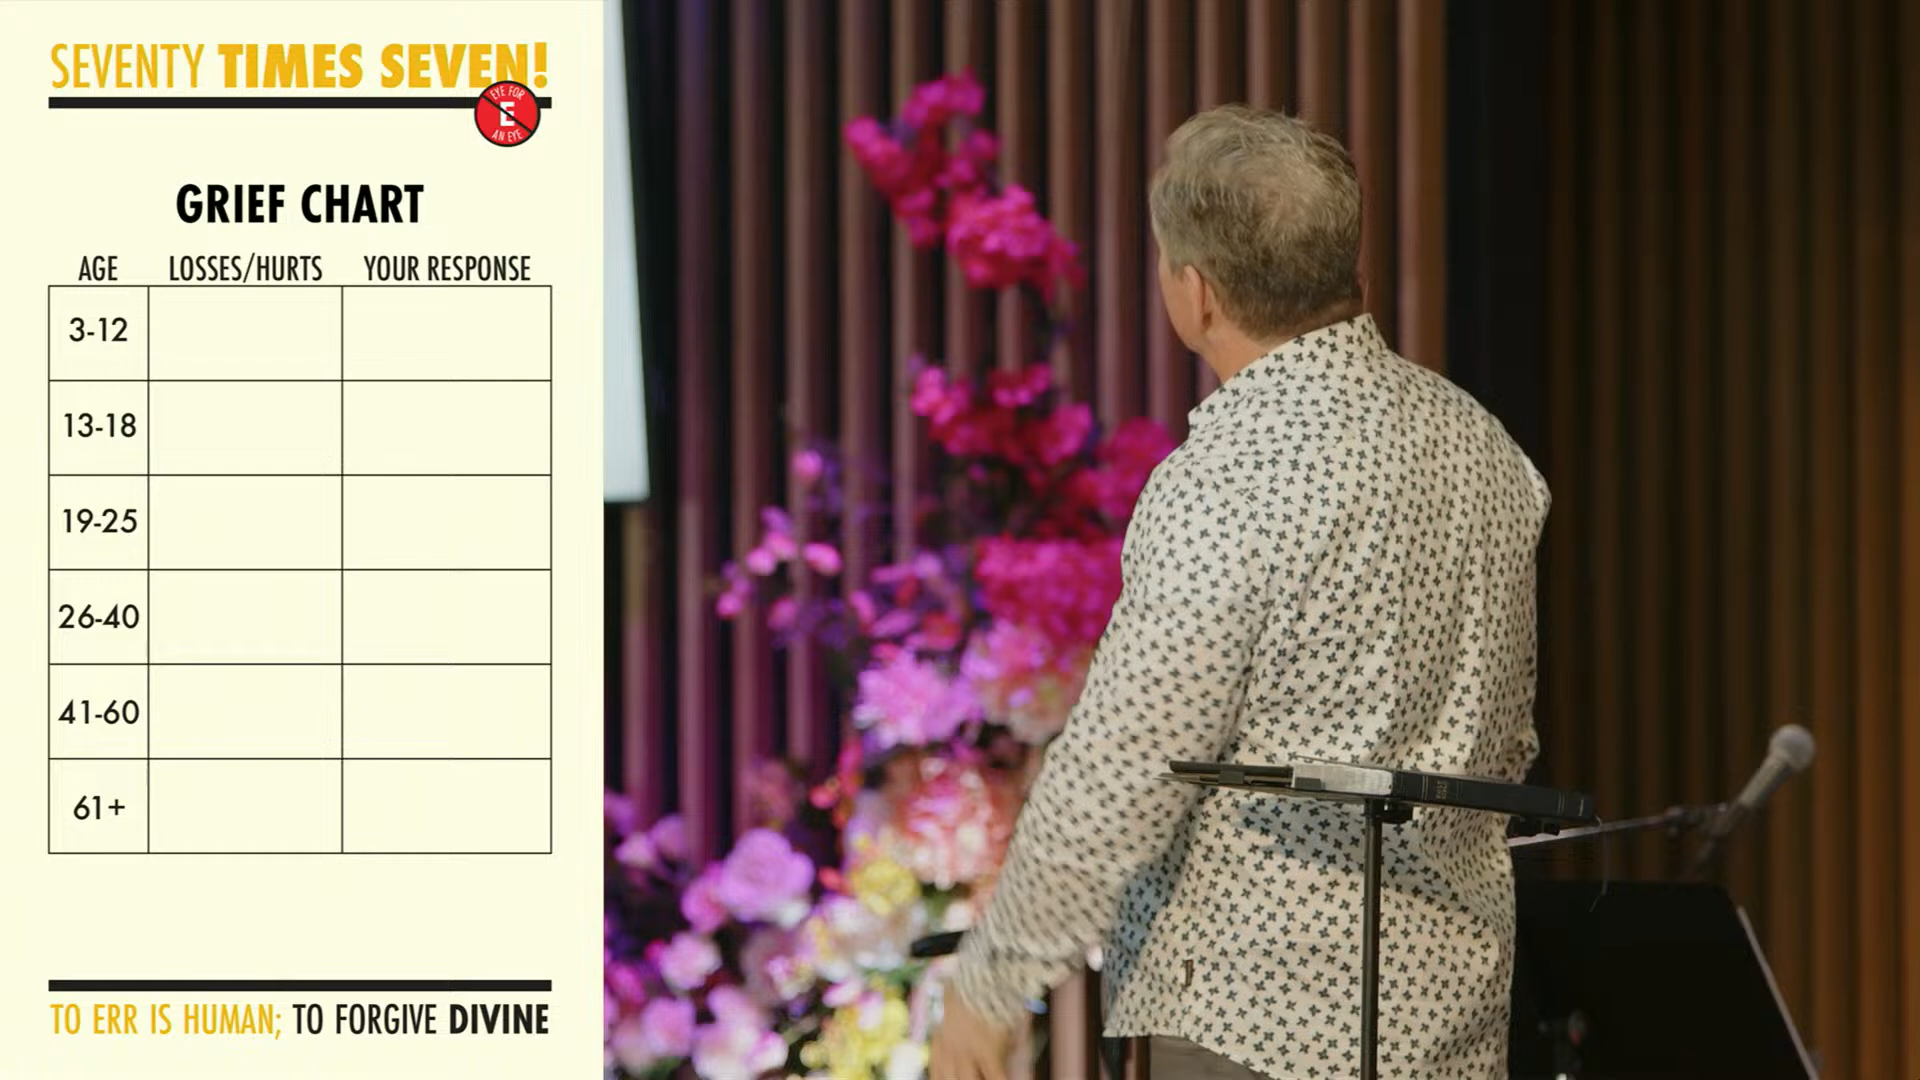 SEVENTY TIMES SEVEN!
EYE FOR
E
AN EYE
GRIEF CHART
AGE LOSSES/HURTS YOUR RESPONSE
3-12
13-18
19-25
26-40
41-60
61+
TO ERR IS HUMAN; TO FORGIVE DIVINE